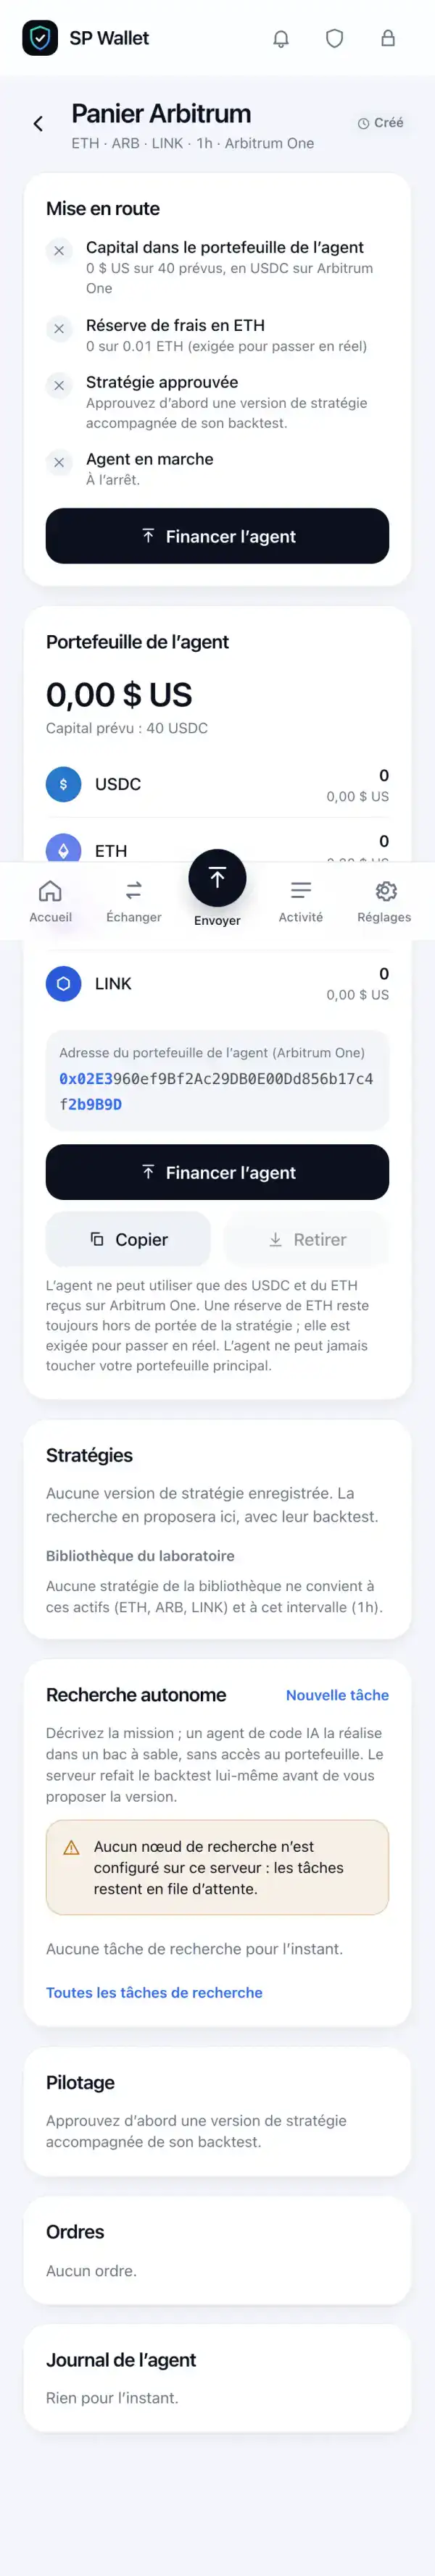 SP Wallet
Panier Arbitrum
ETH · ARB · LINK · 1h · Arbitrum One
Créé
Mise en route
Capital dans le portefeuille de l’agent
0 $ US sur 40 prévus, en USDC sur Arbitrum
One
Réserve de frais en ETH
0 sur 0.01 ETH (exigée pour passer en réel)
Stratégie approuvée
Approuvez d’abord une version de stratégie
accompagnée de son backtest.
Agent en marche
À l’arrêt.
Financer l’agent
Portefeuille de l’agent
0,00 $ US
Capital prévu : 40 USDC
USDC
0
0,00 $ US
ETH
0
Accueil
Échanger
Envoyer
Activité
Réglages
LINK
0
0,00 $ US
Adresse du portefeuille de l’agent (Arbitrum One)
0x02E3960ef9Bf2Ac29DB0E00Dd856b17c4
f2b9B9D
Financer l’agent
Copier
Retirer
L’agent ne peut utiliser que des USDC et du ETH
reçus sur Arbitrum One. Une réserve de ETH reste
toujours hors de portée de la stratégie ; elle est
exigée pour passer en réel. L’agent ne peut jamais
toucher votre portefeuille principal.
Stratégies
Aucune version de stratégie enregistrée. La
recherche en proposera ici, avec leur backtest.
Bibliothèque du laboratoire
Aucune stratégie de la bibliothèque ne convient à
ces actifs (ETH, ARB, LINK) et à cet intervalle (1h).
Recherche autonome
Nouvelle tâche
Décrivez la mission ; un agent de code IA la réalise
dans un bac à sable, sans accès au portefeuille. Le
serveur refait le backtest lui-même avant de vous
proposer la version.
Aucun nœud de recherche n’est
configuré sur ce serveur : les tâches
restent en file d’attente.
Aucune tâche de recherche pour l’instant.
Toutes les tâches de recherche
Pilotage
Approuvez d’abord une version de stratégie
accompagnée de son backtest.
Ordres
Aucun ordre.
Journal de l’agent
Rien pour l’instant.